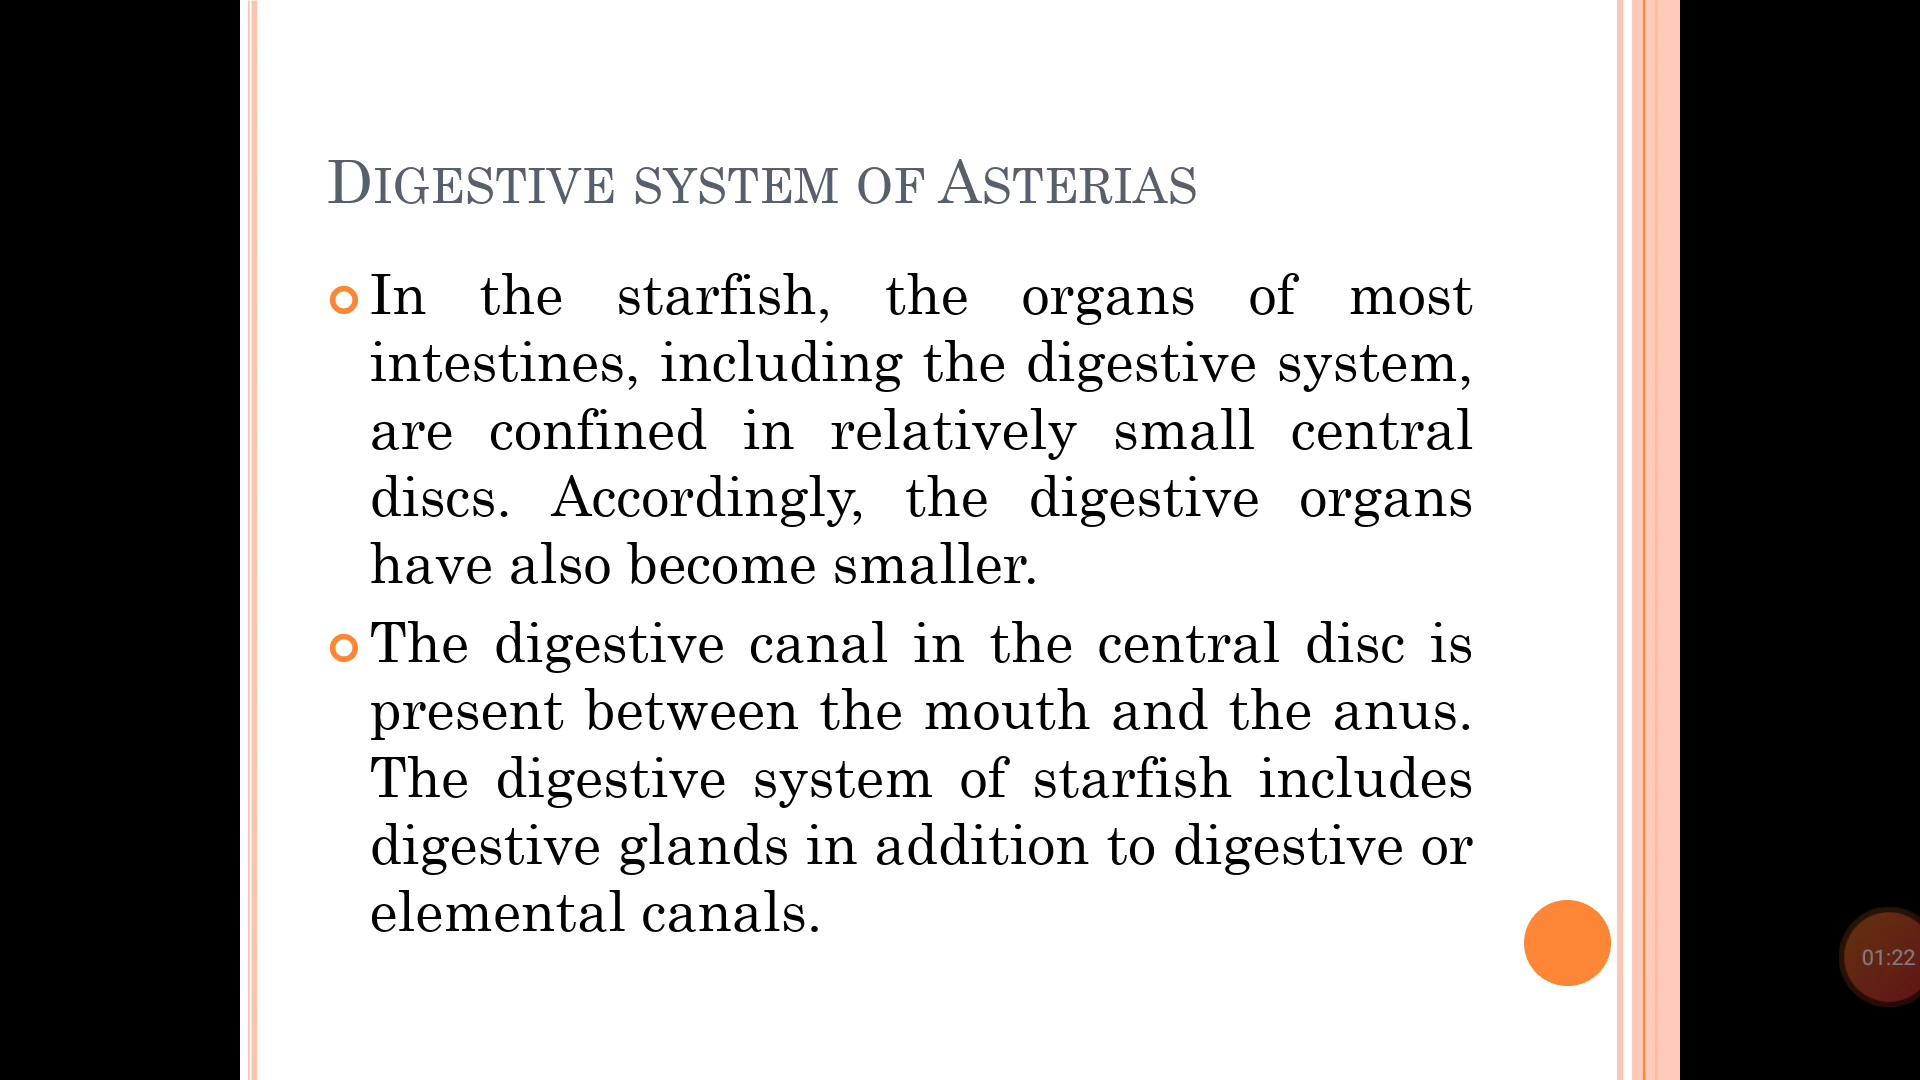 DIGESTIVE SYSTEM OF ASTERIAS
In the starfish, the organs of most
intestines, including the digestive system,
are confined in relatively small central
discs. Accordingly, the digestive organs
have also become smaller.
The digestive canal in the central disc is
present between the mouth and the anus.
The digestive system of starfish includes
digestive glands in addition to digestive or
elemental canals.
01:22